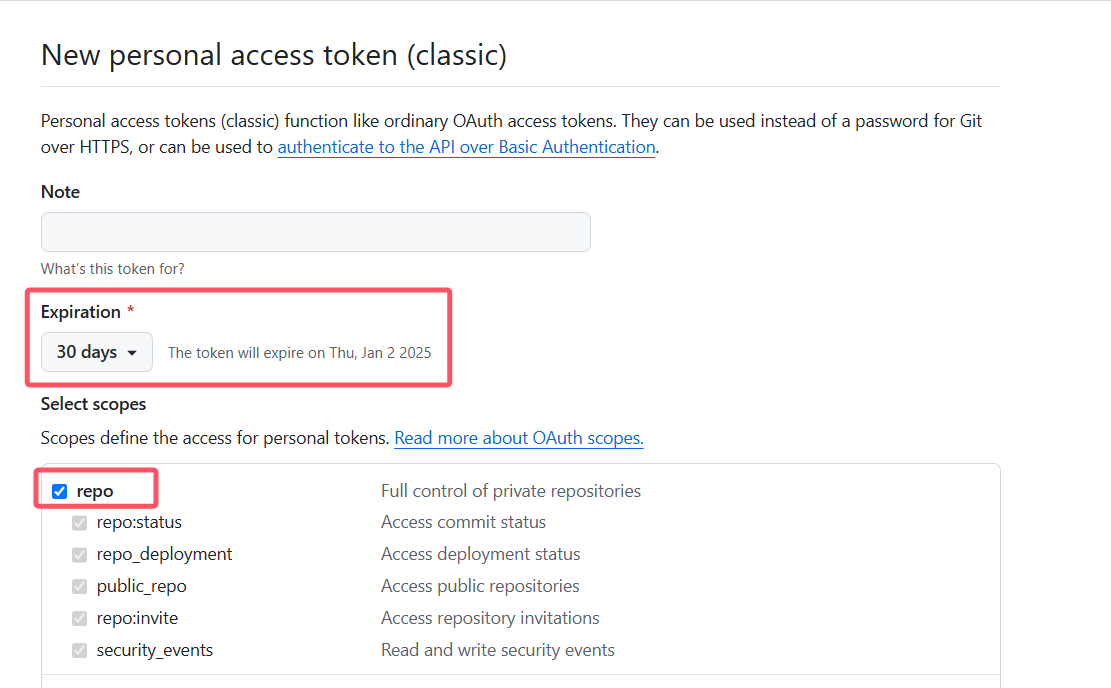 New personal access token (classic)
Personal access tokens (classic) function like ordinary OAuth access tokens. They can be used instead of a password for Git
over HTTPS, or can be used to authenticate to the API over Basic Authentication.
Note
What's this token for?
Expiration *
30 days The token will expire on Thu, Jan 2 2025
Select scopes
Scopes define the access for personal tokens. Read more about OAuth scopes.
repo Full control of private repositories
repo:status Access commit status
repo_deployment Access deployment status
public_repo Access public repositories
repo:invite Access repository invitations
security_events Read and write security events